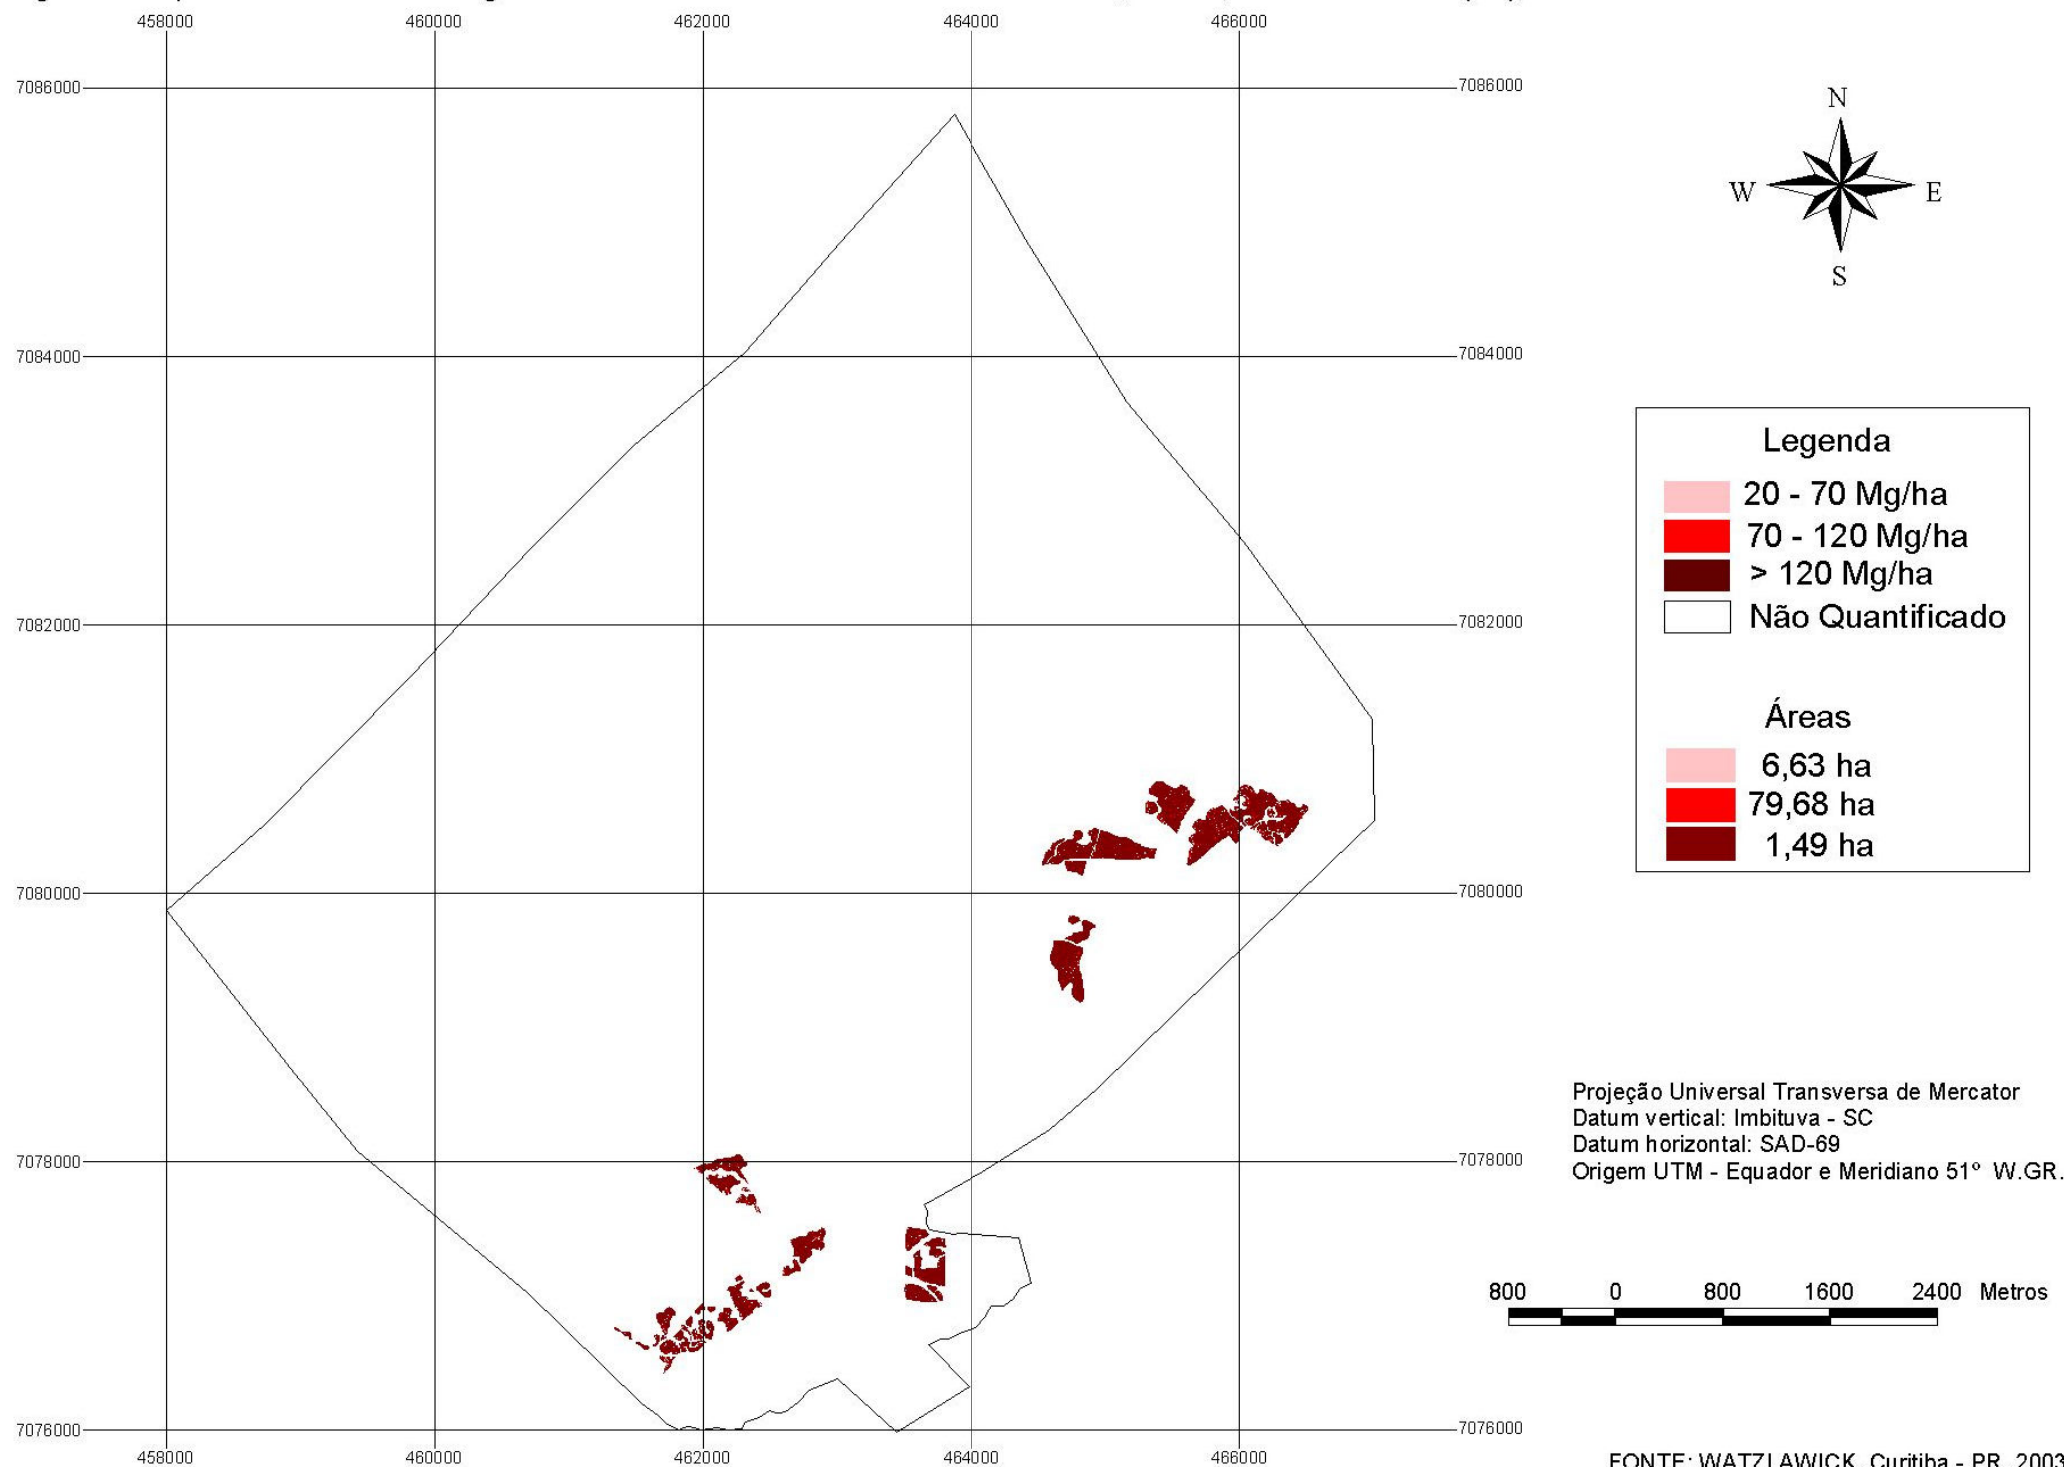 458000 460000 462000 464000 466000
7086000 7086000
N
W E
S
7084000 7084000
Legenda
20 - 70 Mg/ha
70 - 120 Mg/ha
> 120 Mg/ha
Não Quantificado
7082000 7082000
Áreas
6,63 ha
79,68 ha
1,49 ha
7080000 7080000
Projeção Universal Transversa de Mercator
Datum vertical: Imbituva - SC
Datum horizontal: SAD-69
Origem UTM - Equador e Meridiano 51º W.GR.
7078000 7078000
800 0 800 1600 2400 Metros
7076000 7076000
458000 460000 462000 464000 466000
FONTE: WATZLAWICK, Curitiba - PR, 2003